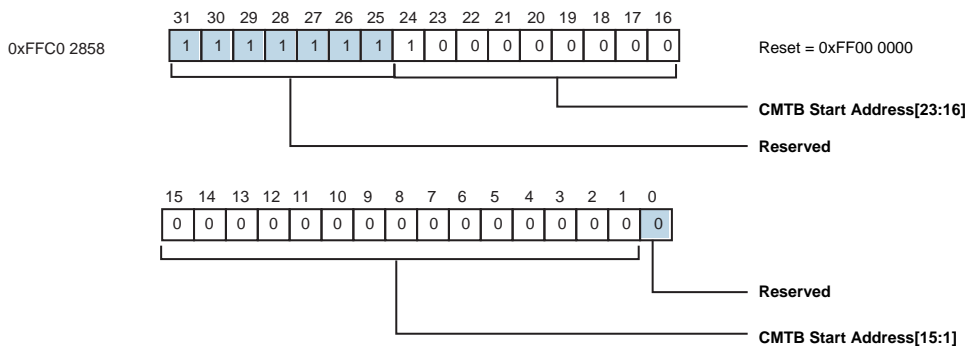 31 30 29 28 27 26 25 24 23 22 21 20 19 18 17 16
0xFFC0 2858 1 1 1 1 1 1 1 1 0 0 0 0 0 0 0 0 Reset = 0xFF00 0000
CMTB Start Address[23:16]
Reserved
15 14 13 12 11 10 9 8 7 6 5 4 3 2 1 0
0 0 0 0 0 0 0 0 0 0 0 0 0 0 0 0
Reserved
CMTB Start Address[15:1]